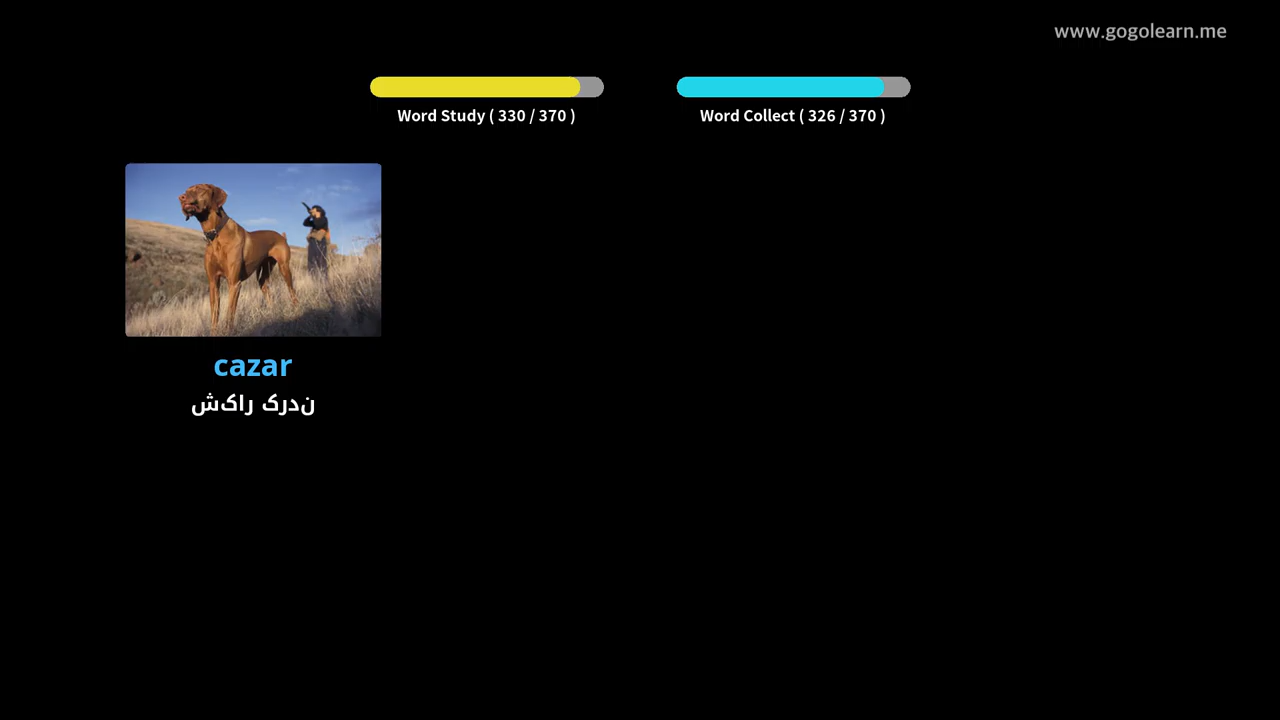 www.gogolearn.me
Word Study ( 330 / 370 )
Word Collect ( 326 / 370 )
cazar
شکار کردن